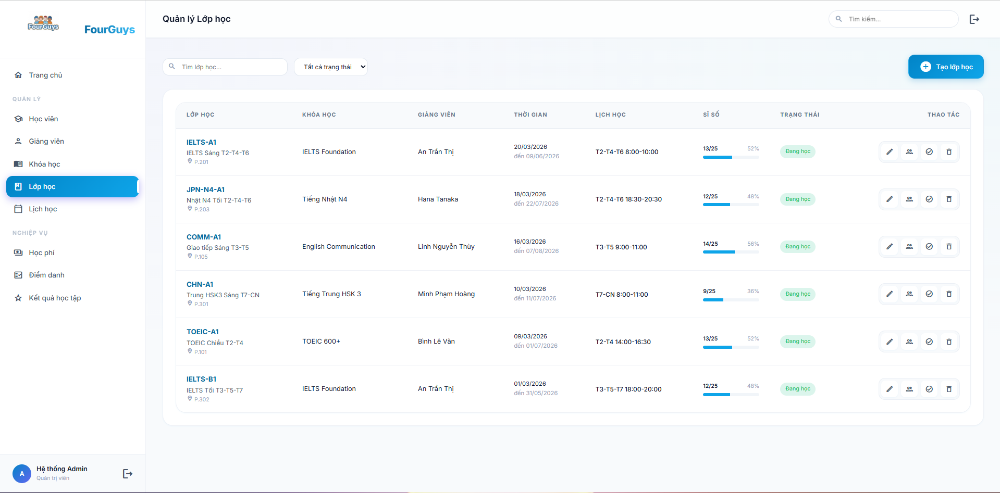 FourGuys
FourGuys
Quản lý Lớp học
Tìm kiếm...
Trang chủ
QUẢN LÝ
Học viên
Giảng viên
Khóa học
Lớp học
Lịch học
NGHIỆP VỤ
Học phí
Điểm danh
Kết quả học tập
A
Hệ thống Admin
Quản trị viên
Tìm lớp học...
Tất cả trạng thái
Tạo lớp học
LỚP HỌC KHÓA HỌC GIẢNG VIÊN THỜI GIAN LỊCH HỌC SĨ SỐ TRẠNG THÁI THAO TÁC
IELTS-A1
IELTS Sáng T2-T4-T6
P.201
IELTS Foundation
An Trần Thị
20/03/2026
đến 09/06/2026
T2-T4-T6 8:00-10:00
13/25 52%
Đang học
JPN-N4-A1
Nhật N4 Tối T2-T4-T6
P.203
Tiếng Nhật N4
Hana Tanaka
18/03/2026
đến 22/07/2026
T2-T4-T6 18:30-20:30
12/25 48%
Đang học
COMM-A1
Giao tiếp Sáng T3-T5
P.105
English Communication
Linh Nguyễn Thùy
16/03/2026
đến 07/08/2026
T3-T5 9:00-11:00
14/25 56%
Đang học
CHN-A1
Trung HSK3 Sáng T7-CN
P.301
Tiếng Trung HSK 3
Minh Phạm Hoàng
10/03/2026
đến 11/07/2026
T7-CN 8:00-11:00
9/25 36%
Đang học
TOEIC-A1
TOEIC Chiều T2-T4
P.101
TOEIC 600+
Bình Lê Văn
09/03/2026
đến 01/07/2026
T2-T4 14:00-16:30
13/25 52%
Đang học
IELTS-B1
IELTS Tối T3-T5-T7
P.302
IELTS Foundation
An Trần Thị
01/03/2026
đến 31/05/2026
T3-T5-T7 18:00-20:00
12/25 48%
Đang học